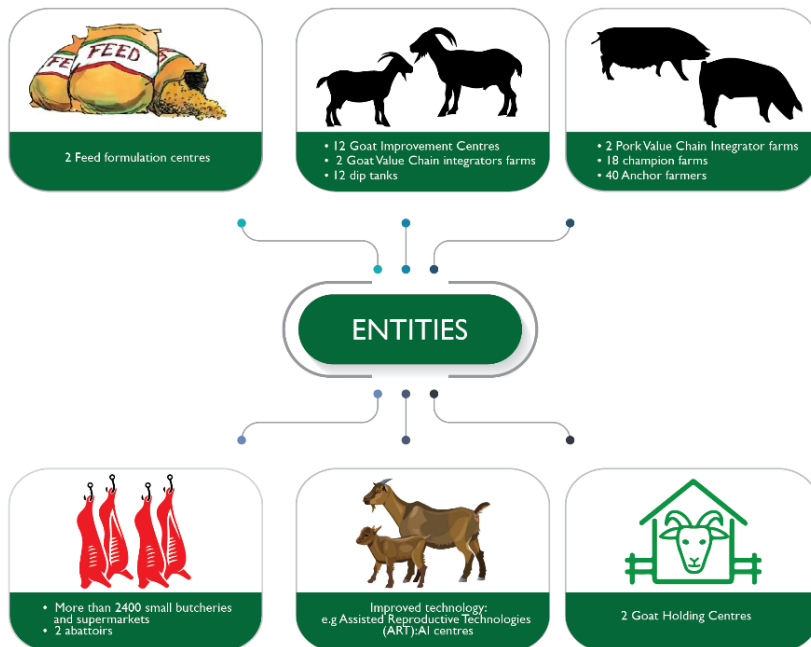 FEED
FEED
FE
2 Feed formulation centres
• 12 Goat Improvement Centres
• 2 Goat Value Chain integrators farms
• 12 dip tanks
• 2 Pork Value Chain Integrator farms
• 18 champion farms
• 40 Anchor farmers
ENTITIES
• More than 2400 small butcheries
and supermarkets
• 2 abattoirs
Improved technology:
e.g Assisted Reproductive Technologies
(ART):AI centres
2 Goat Holding Centres